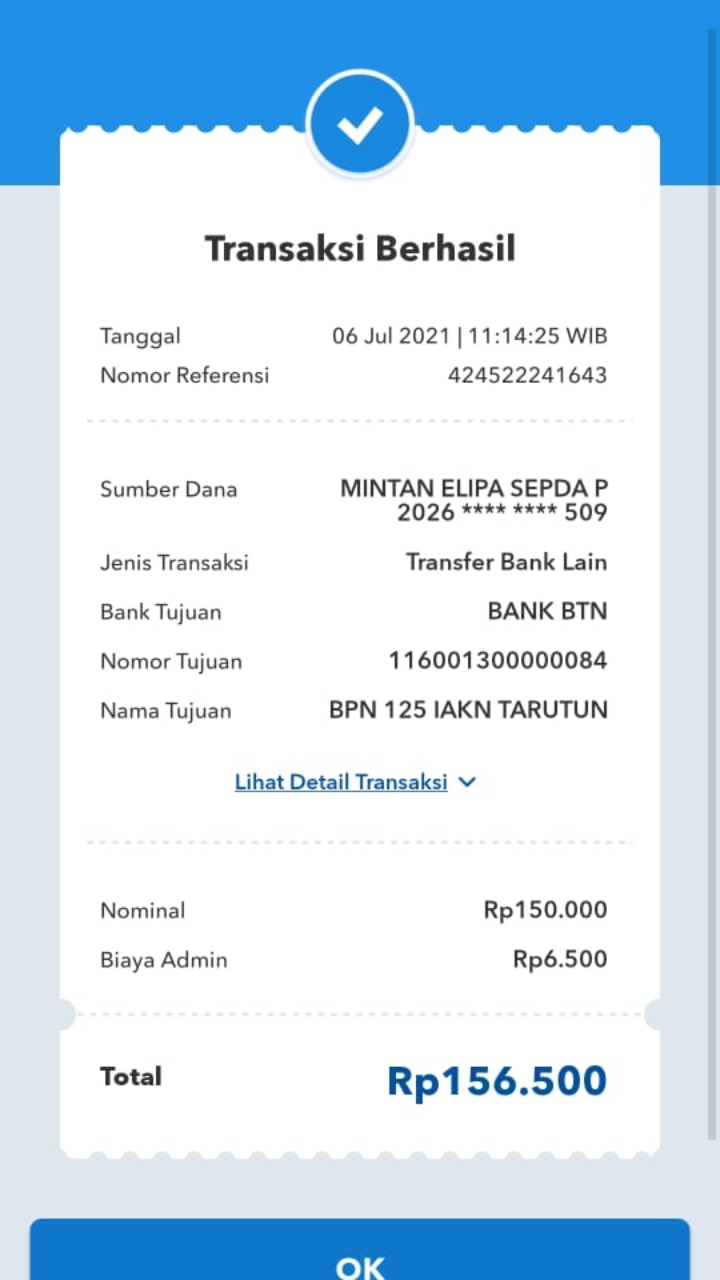 Transaksi Berhasil
Tanggal 06 Jul 2021 | 11:14:25 WIB
Nomor Referensi 424522241643
Sumber Dana MINTAN ELIPA SEPDA P
2026 **** **** 509
Jenis Transaksi Transfer Bank Lain
Bank Tujuan BANK BTN
Nomor Tujuan 116001300000084
Nama Tujuan BPN 125 IAKN TARUTUN
Lihat Detail Transaksi
Nominal Rp150.000
Biaya Admin Rp6.500
Total Rp156.500
OK